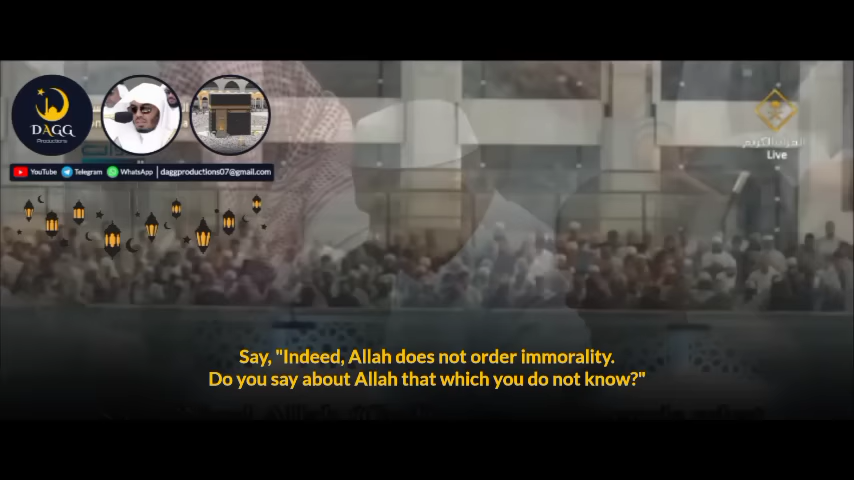 DAGG
Productions
YouTube Telegram WhatsApp daggproductions07@gmail.com
Live
Say, "Indeed, Allah does not order immorality.
Do you say about Allah that which you do not know?"